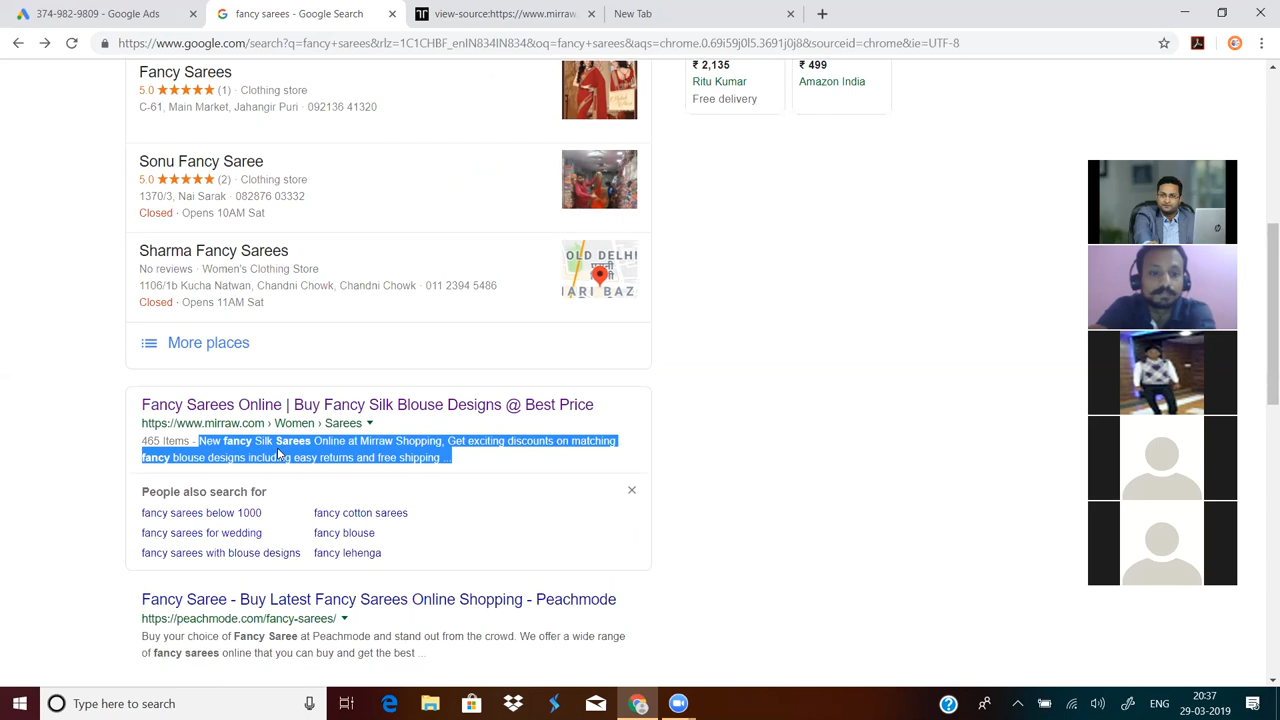 374-982-9809 - Google Ads
fancy sarees - Google Search
view-source:https://www.mirraw.
New Tab
https://www.google.com/search?q=fancy+sarees&rlz=1C1CHBF_enIN834IN834&oq=fancy+sarees&aqs=chrome.0.69i59j0l5.3691j0j8&sourceid=chrome&ie=UTF-8
Fancy Sarees
5.0 ★★★★★ (1) · Clothing store
C-61, Main Market, Jahangir Puri · 092136 41320
₹ 2,135
Ritu Kumar
Free delivery
₹ 499
Amazon India
Sonu Fancy Saree
5.0 ★★★★★ (2) · Clothing store
1370/3, Nai Sarak · 082876 03332
Closed · Opens 10AM Sat
Sharma Fancy Sarees
No reviews · Women's Clothing Store
1106/1b Kucha Natwan, Chandni Chowk, Chandni Chowk · 011 2394 5486
Closed · Opens 11AM Sat
OLD DELHI
पुरानी
ARI BAZ
More places
Fancy Sarees Online | Buy Fancy Silk Blouse Designs @ Best Price
https://www.mirraw.com › Women › Sarees
465 Items - New fancy Silk Sarees Online at Mirraw Shopping, Get exciting discounts on matching
fancy blouse designs including easy returns and free shipping ...
People also search for
fancy sarees below 1000
fancy cotton sarees
fancy sarees for wedding
fancy blouse
fancy sarees with blouse designs
fancy lehenga
Fancy Saree - Buy Latest Fancy Sarees Online Shopping - Peachmode
https://peachmode.com/fancy-sarees/
Buy your choice of Fancy Saree at Peachmode and stand out from the crowd. We offer a wide range
of fancy sarees online that you can buy and get the best ...
Type here to search
ENG
20:37
29-03-2019